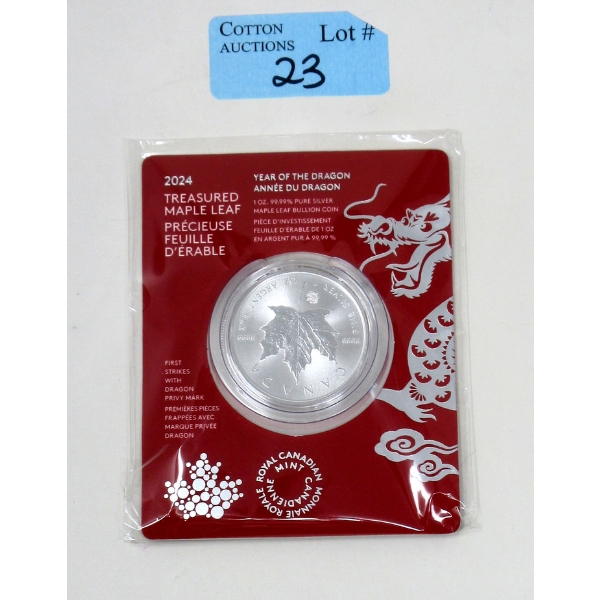 COTTON
AUCTIONS
Lot #
23
2024
TREASURED
MAPLE LEAF
PRÉCIEUSE
FEUILLE
D'ÉRABLE
YEAR OF THE DRAGON
ANNÉE DU DRAGON
1 OZ. 99.99% PURE SILVER
MAPLE LEAF BULLION COIN
PIÈCE D'INVESTISSEMENT
FEUILLE D'ÉRABLE DE 1 OZ
EN ARGENT PUR À 99,99 %
9999
9999
CANADA
FIRST
STRIKES
WITH
DRAGON
PRIVY MARK
PREMIÈRES PIÈCES
FRAPPÉES AVEC
MARQUE PRIVÉE
DRAGON
ROYAL CANADIAN MINT
MONNAIE ROYALE CANADIENNE